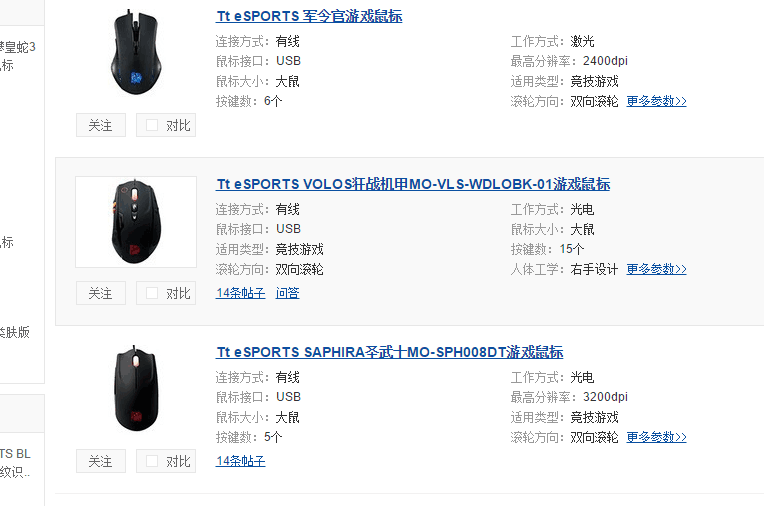 Tt eSPORTS 军令官游戏鼠标
连接方式：有线 工作方式：激光
鼠标接口：USB 最高分辨率：2400dpi
鼠标大小：大鼠 适用类型：竞技游戏
按键数：6个 滚轮方向：双向滚轮 更多参数>>
关注 对比
皇蛇3
标
Tt eSPORTS VOLOS狂战机甲MO-VLS-WDLOBK-01游戏鼠标
连接方式：有线 工作方式：光电
鼠标接口：USB 鼠标大小：大鼠
适用类型：竞技游戏 按键数：15个
滚轮方向：双向滚轮 人体工学：右手设计 更多参数>>
关注 对比 14条帖子 问答
标
类肤版
Tt eSPORTS SAPHIRA圣武士MO-SPH008DT游戏鼠标
连接方式：有线 工作方式：光电
鼠标接口：USB 最高分辨率：3200dpi
鼠标大小：大鼠 适用类型：竞技游戏
按键数：5个 滚轮方向：双向滚轮 更多参数>>
关注 对比 14条帖子
TS BL
纹识..